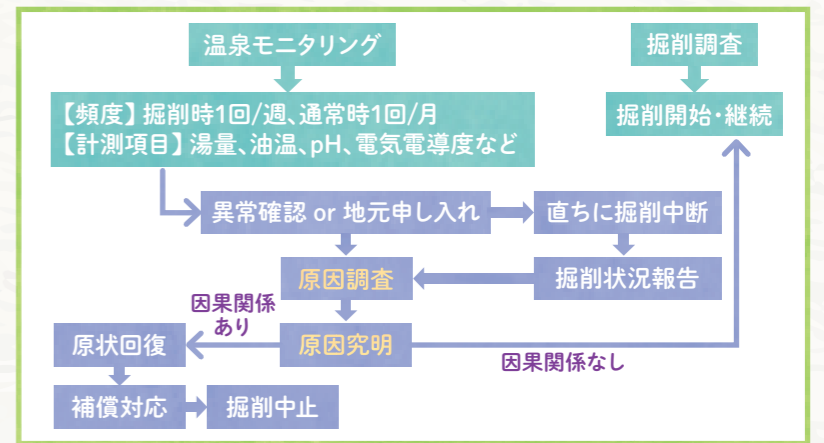 温泉モニタリング
掘削調査
【頻度】掘削時1回/週、通常時1回/月
【計測項目】湯量、油温、pH、電気電導度など
掘削開始・継続
異常確認 or 地元申し入れ
直ちに掘削中断
原因調査
掘削状況報告
因果関係
あり
原状回復
原因究明
因果関係なし
補償対応
掘削中止